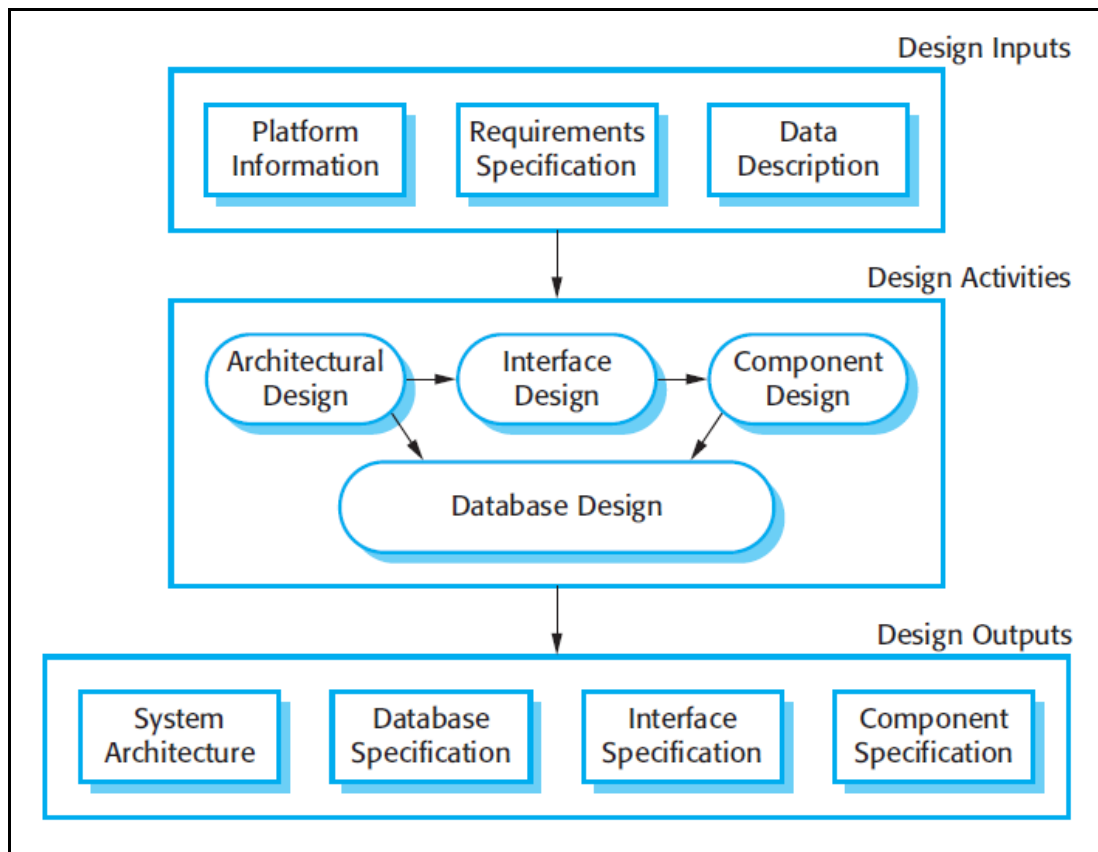 Design Inputs
Platform
Information
Requirements
Specification
Data
Description
Design Activities
Architectural
Design
Interface
Design
Component
Design
Database Design
Design Outputs
System
Architecture
Database
Specification
Interface
Specification
Component
Specification